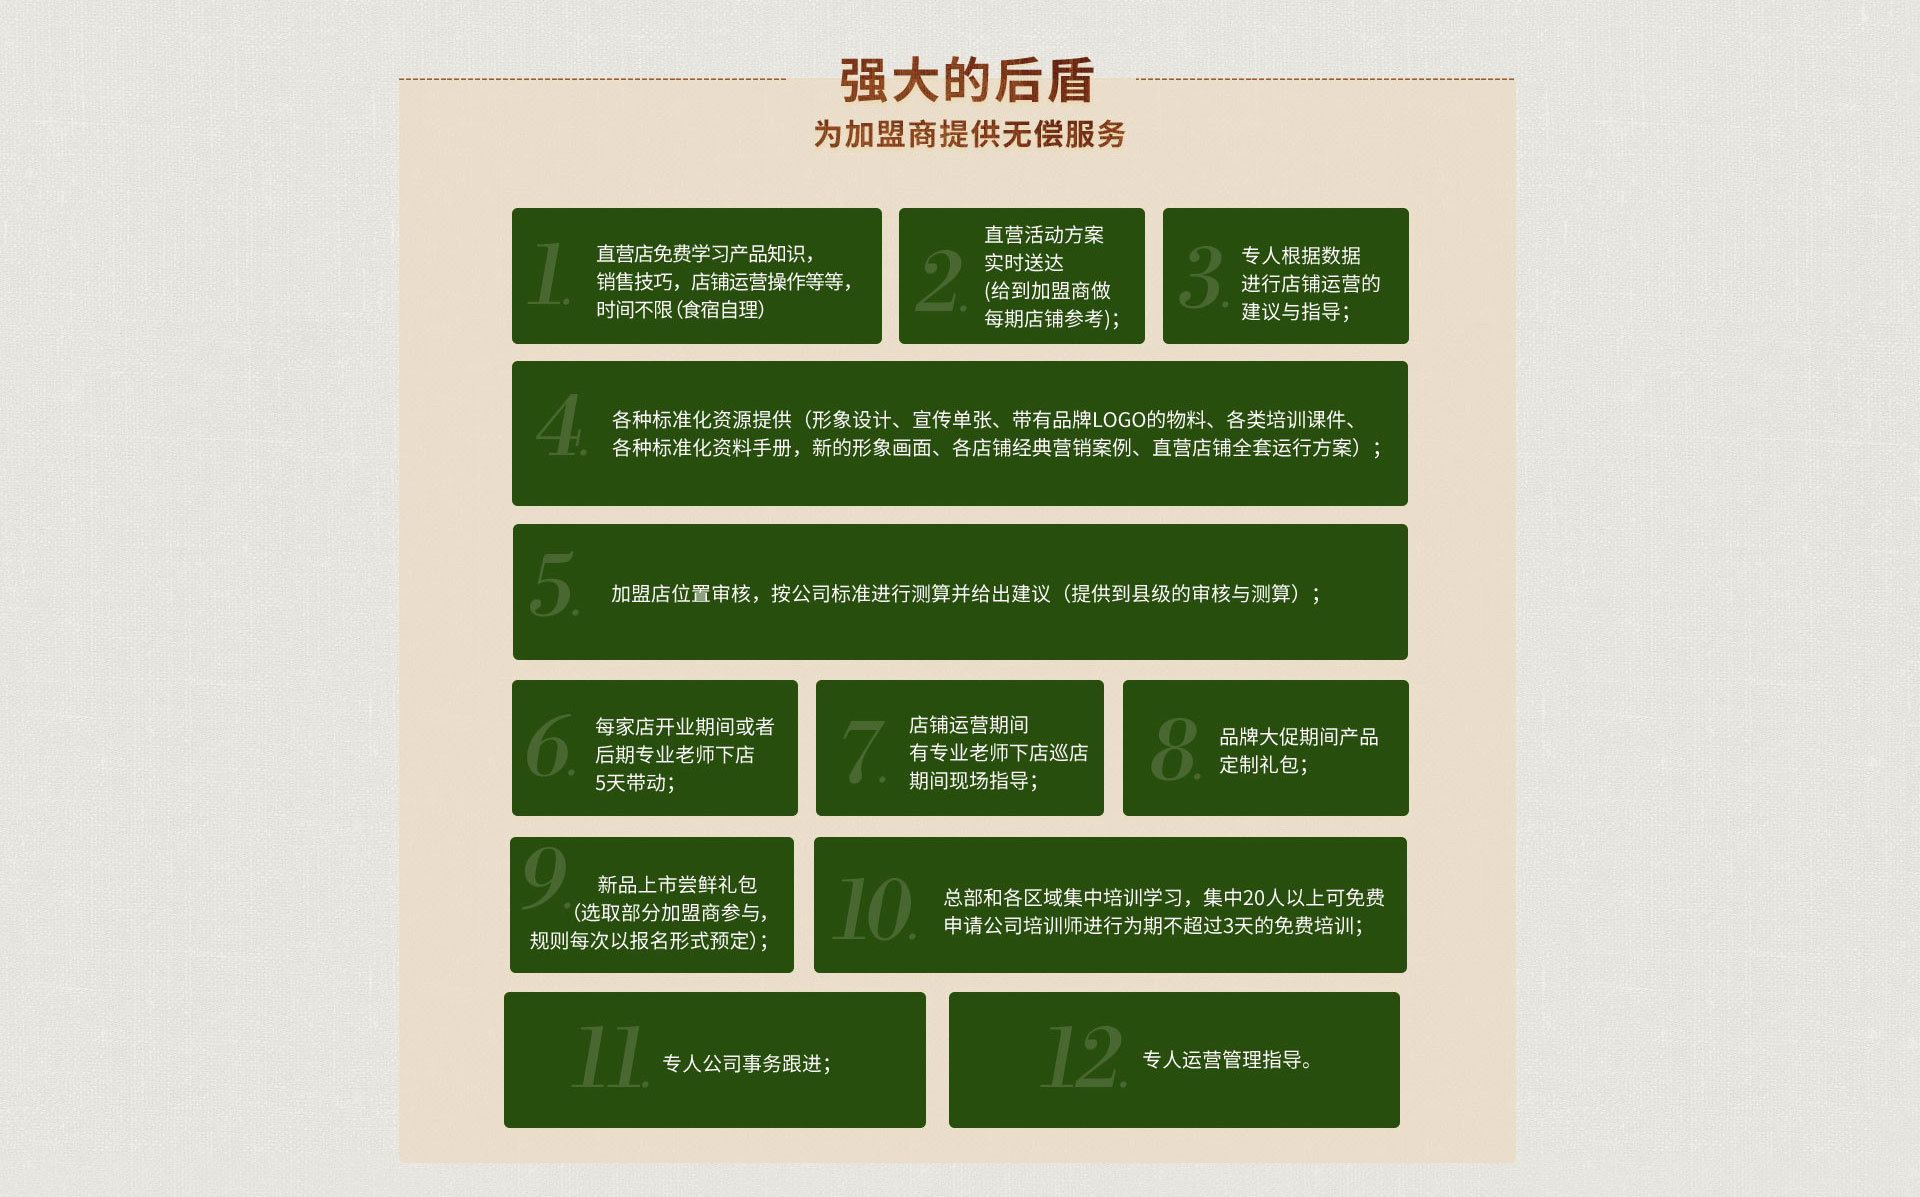 强大的后盾
为加盟商提供无偿服务
1.
直营店免费学习产品知识，
销售技巧，店铺运营操作等等，
时间不限（食宿自理）
2.
直营活动方案
实时送达
(给到加盟商做
每期店铺参考)；
3.
专人根据数据
进行店铺运营的
建议与指导；
4.
各种标准化资源提供（形象设计、宣传单张、带有品牌LOGO的物料、各类培训课件、
各种标准化资料手册，新的形象画面、各店铺经典营销案例、直营店铺全套运行方案）；
5.
加盟店位置审核，按公司标准进行测算并给出建议（提供到县级的审核与测算）；
6.
每家店开业期间或者
后期专业老师下店
5天带动；
7.
店铺运营期间
有专业老师下店巡店
期间现场指导；
8.
品牌大促期间产品
定制礼包；
9.
新品上市尝鲜礼包
（选取部分加盟商参与，
规则每次以报名形式预定）；
10.
总部和各区域集中培训学习，集中20人以上可免费
申请公司培训师进行为期不超过3天的免费培训；
11.
专人公司事务跟进；
12.
专人运营管理指导。